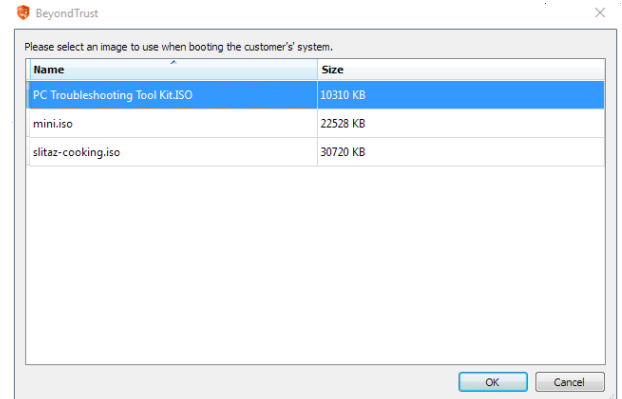 BeyondTrust
Please select an image to use when booting the customer's' system.
Name Size
PC Troubleshooting Tool Kit.ISO 10310 KB
mini.iso 22528 KB
slitaz-cooking.iso 30720 KB
OK Cancel